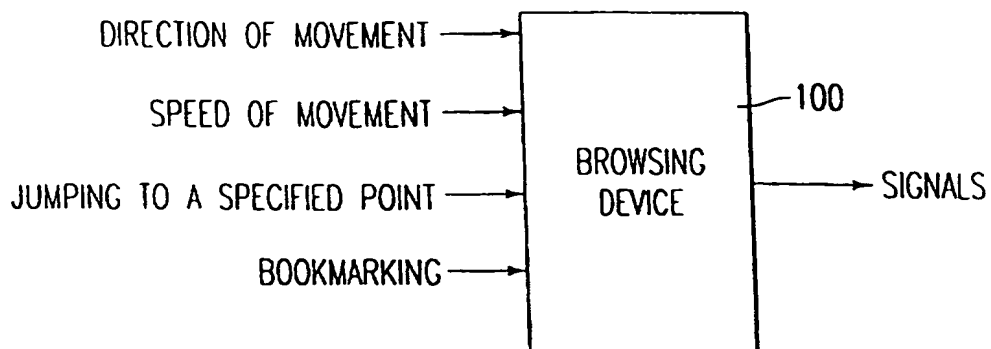 DIRECTION OF MOVEMENT
SPEED OF MOVEMENT
100
BROWSING
DEVICE
SIGNALS
JUMPING TO A SPECIFIED POINT
BOOKMARKING